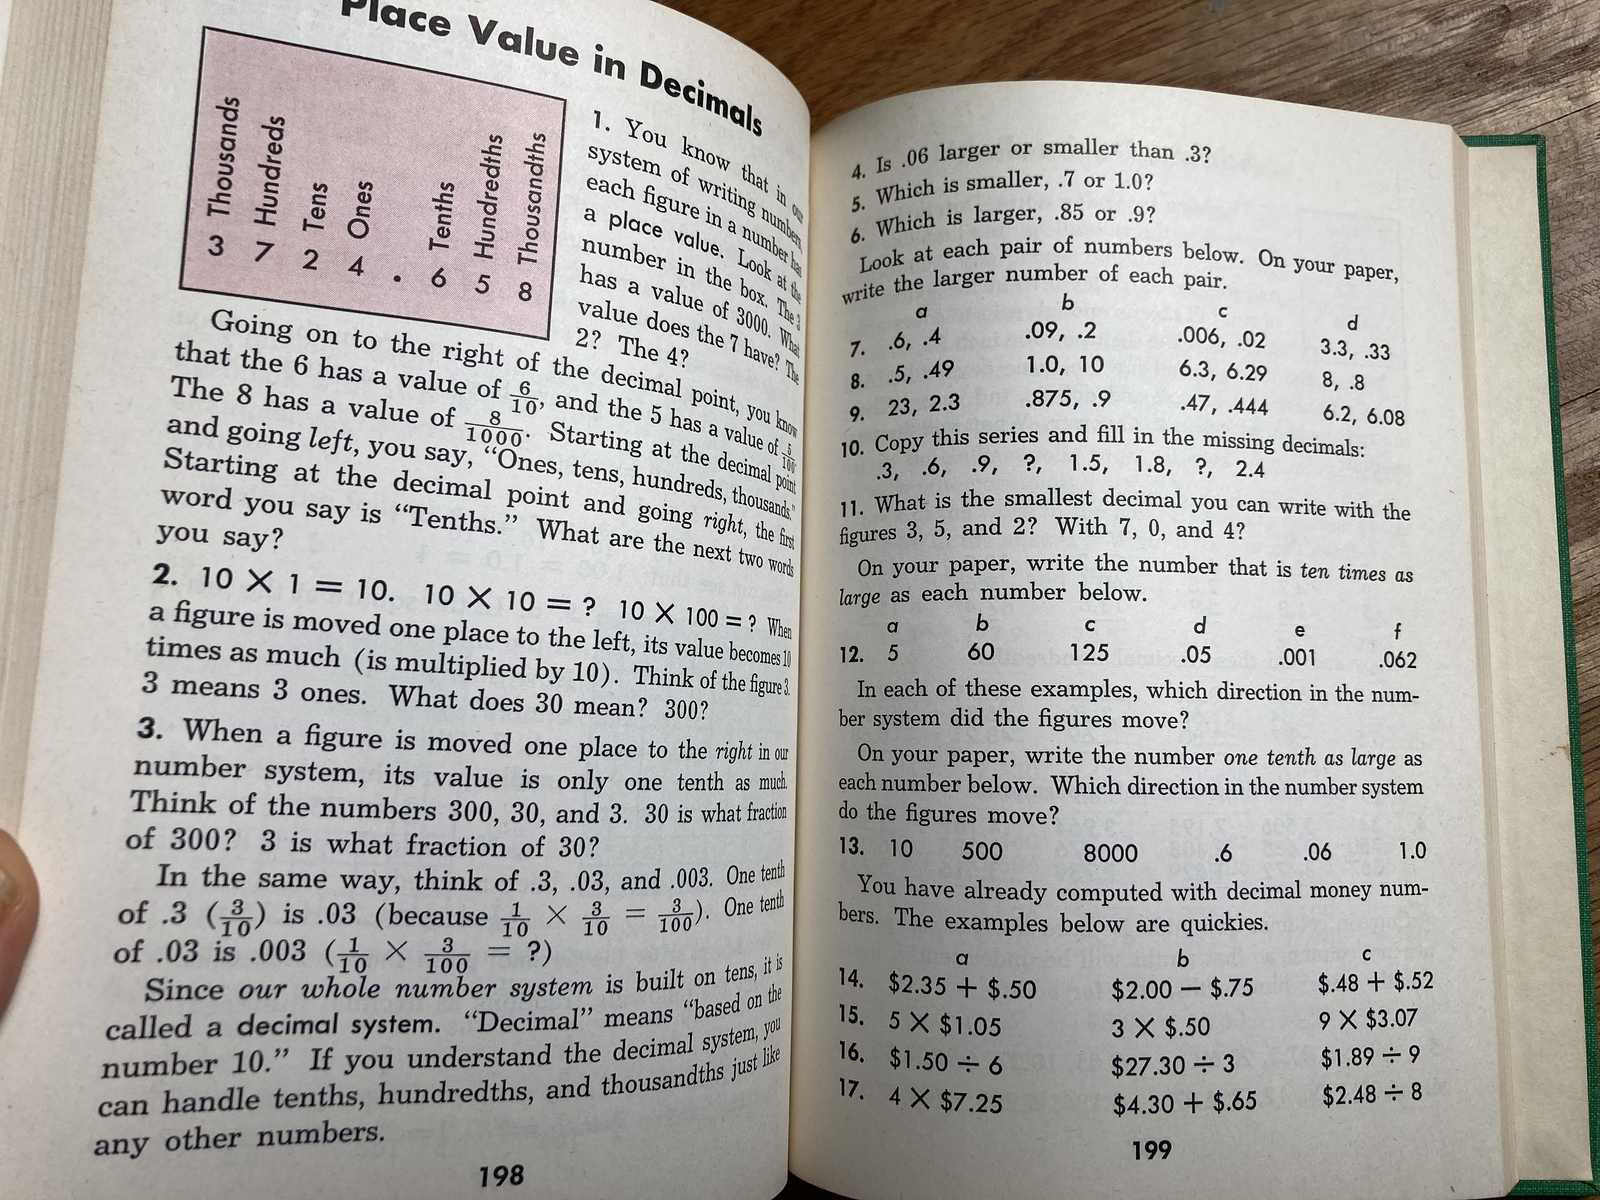 Place Value in Decimals
Thousands Hundreds Tens Ones Tenths Hundredths Thousandths
3 7 2 4 . 6 5 8
1. You know that in our
system of writing numbers,
each figure in a number has
a place value. Look at the
number in the box. The 3
has a value of 3000. What
value does the 7 have? The
2? The 4?
Going on to the right of the decimal point, you know
that the 6 has a value of 6/10, and the 5 has a value of 5/100.
The 8 has a value of 8/1000. Starting at the decimal point
and going left, you say, “Ones, tens, hundreds, thousands.”
Starting at the decimal point and going right, the first
word you say is “Tenths.” What are the next two words
you say?
2. 10 × 1 = 10. 10 × 10 = ? 10 × 100 = ? When
a figure is moved one place to the left, its value becomes 10
times as much (is multiplied by 10). Think of the figure 3.
3 means 3 ones. What does 30 mean? 300?
3. When a figure is moved one place to the right in our
number system, its value is only one tenth as much.
Think of the numbers 300, 30, and 3. 30 is what fraction
of 300? 3 is what fraction of 30?
In the same way, think of .3, .03, and .003. One tenth
of .3 (3/10) is .03 (because 1/10 × 3/10 = 3/100). One tenth
of .03 is .003 (1/10 × 3/100 = ?)
Since our whole number system is built on tens, it is
called a decimal system. “Decimal” means “based on the
number 10.” If you understand the decimal system, you
can handle tenths, hundredths, and thousandths just like
any other numbers.
198
4. Is .06 larger or smaller than .3?
5. Which is smaller, .7 or 1.0?
6. Which is larger, .85 or .9?
Look at each pair of numbers below. On your paper,
write the larger number of each pair.
a b c d
7. .6, .4 .09, .2 .006, .02 3.3, .33
8. .5, .49 1.0, 10 6.3, 6.29 8, .8
9. 23, 2.3 .875, .9 .47, .444 6.2, 6.08
10. Copy this series and fill in the missing decimals:
.3, .6, .9, ?, 1.5, 1.8, ?, 2.4
11. What is the smallest decimal you can write with the
figures 3, 5, and 2? With 7, 0, and 4?
On your paper, write the number that is ten times as
large as each number below.
a b c d e f
12. 5 60 125 .05 .001 .062
In each of these examples, which direction in the num-
ber system did the figures move?
On your paper, write the number one tenth as large as
each number below. Which direction in the number system
do the figures move?
13. 10 500 8000 .6 .06 1.0
You have already computed with decimal money num-
bers. The examples below are quickies.
a b c
14. $2.35 + $.50 $2.00 − $.75 $.48 + $.52
15. 5 × $1.05 3 × $.50 9 × $3.07
16. $1.50 ÷ 6 $27.30 ÷ 3 $1.89 ÷ 9
17. 4 × $7.25 $4.30 + $.65 $2.48 ÷ 8
199